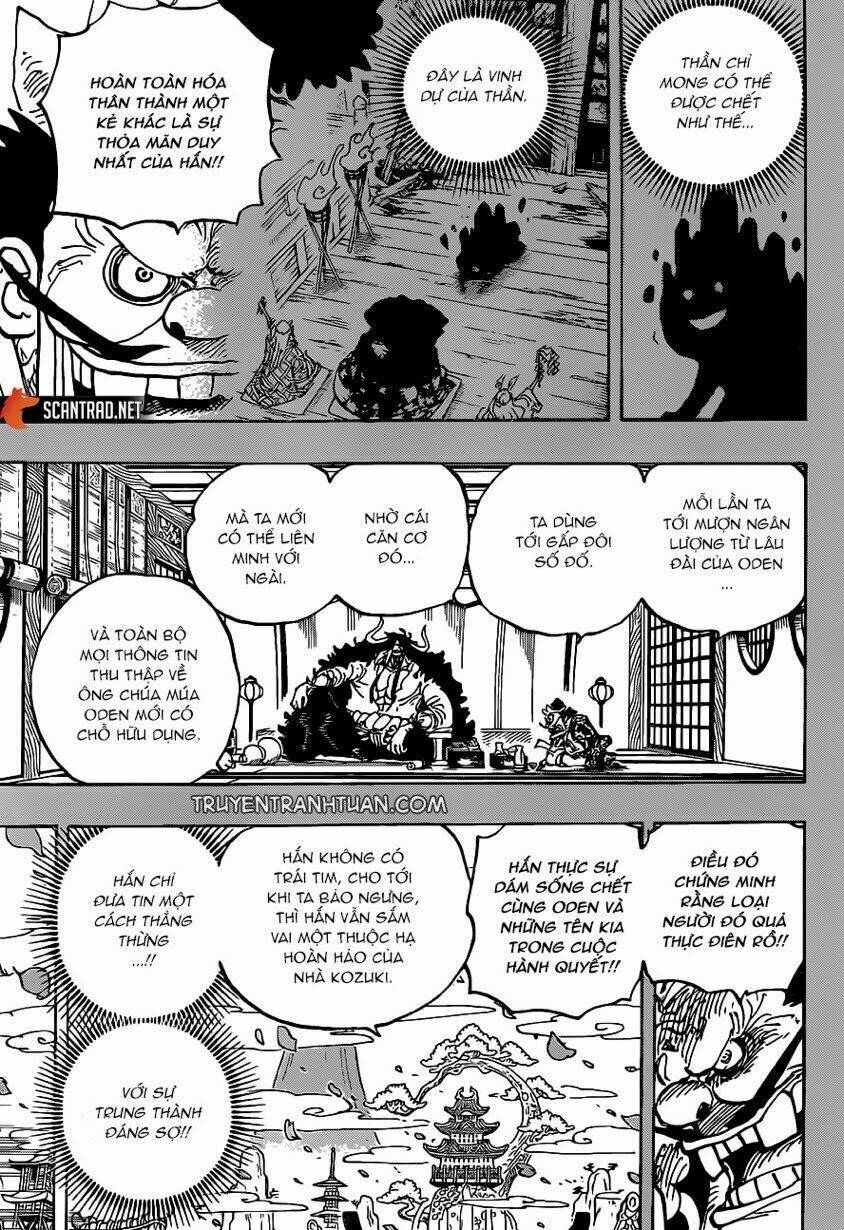 THẦN CHỈ
MONG CÓ THỂ
ĐƯỢC CHẾT
NHƯ THẾ...
ĐÂY LÀ VINH
DỰ CỦA THẦN.
HOÀN TOÀN HÓA
THÂN THÀNH MỘT
KẺ KHÁC LÀ SỰ
THỎA MÃN DUY
NHẤT CỦA HẮN!!
SCANTRAD.NET
MỖI LẦN TA
TỚI MƯỢN NGÂN
LƯỢNG TỪ LÂU
ĐÀI CỦA ODEN
...
TA DÙNG
TỚI GẤP ĐÔI
SỐ ĐỐ.
NHỜ CÁI
CĂN CƠ
ĐÓ...
MÀ TA MỚI
CÓ THỂ LIÊN
MINH VỚI
NGÀI.
VÀ TOÀN BỘ
MỌI THÔNG TIN
THU THẬP VỀ
ÔNG CHÚA MÚA
ODEN MỚI CÓ
CHỖ HỮU DỤNG.
TRUYENTRANHTUAN.COM
ĐIỀU ĐÓ
CHỨNG MINH
RẰNG LOẠI
NGƯỜI ĐÓ QUẢ
THỰC ĐIÊN RỒ!!
HẮN THỰC SỰ
DÁM SỐNG CHẾT
CÙNG ODEN VÀ
NHỮNG TÊN KIA
TRONG CUỘC
HÀNH QUYẾT!!
HẮN KHÔNG CÓ
TRÁI TIM, CHO TỚI
KHI TA BẢO NGƯNG,
THÌ HẮN VẪN SẮM
VAI MỘT THUỘC HẠ
HOÀN HẢO CỦA
NHÀ KOZUKI.
HẮN CHỈ
ĐƯA TIN MỘT
CÁCH THẲNG
THỪNG
...!!
VỚI SỰ
TRUNG THÀNH
ĐÁNG SỢ!!